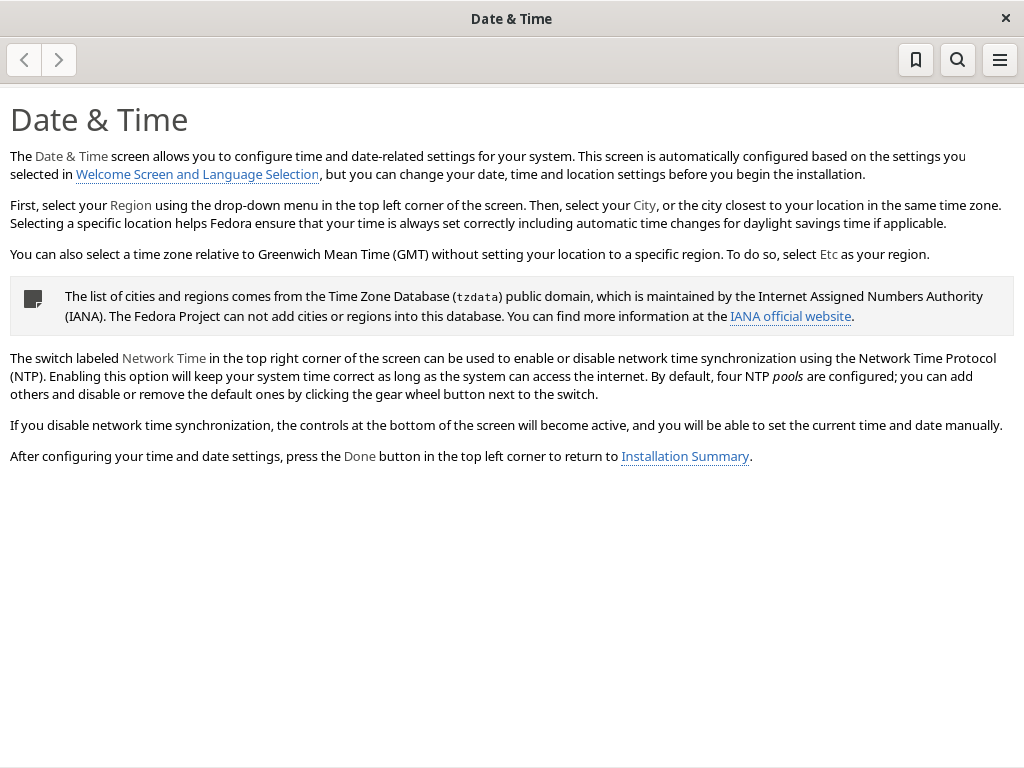 Date & Time
Date & Time
The Date & Time screen allows you to configure time and date-related settings for your system. This screen is automatically configured based on the settings you
selected in Welcome Screen and Language Selection, but you can change your date, time and location settings before you begin the installation.
First, select your Region using the drop-down menu in the top left corner of the screen. Then, select your City, or the city closest to your location in the same time zone.
Selecting a specific location helps Fedora ensure that your time is always set correctly including automatic time changes for daylight savings time if applicable.
You can also select a time zone relative to Greenwich Mean Time (GMT) without setting your location to a specific region. To do so, select Etc as your region.
The list of cities and regions comes from the Time Zone Database (tzdata) public domain, which is maintained by the Internet Assigned Numbers Authority
(IANA). The Fedora Project can not add cities or regions into this database. You can find more information at the IANA official website.
The switch labeled Network Time in the top right corner of the screen can be used to enable or disable network time synchronization using the Network Time Protocol
(NTP). Enabling this option will keep your system time correct as long as the system can access the internet. By default, four NTP pools are configured; you can add
others and disable or remove the default ones by clicking the gear wheel button next to the switch.
If you disable network time synchronization, the controls at the bottom of the screen will become active, and you will be able to set the current time and date manually.
After configuring your time and date settings, press the Done button in the top left corner to return to Installation Summary.